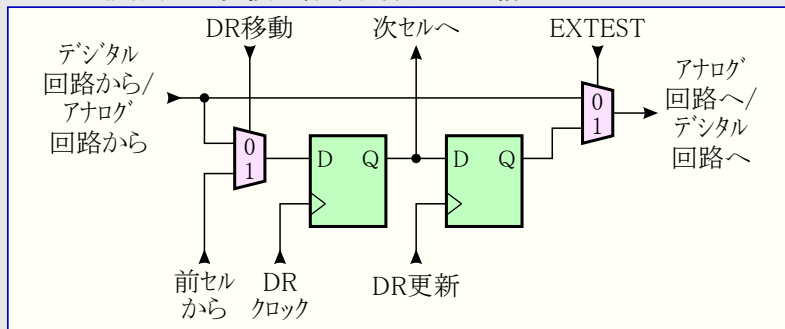 DR移動
次セルへ
EXTEST
デジタル
回路から/
アナログ
回路から
アナログ
回路へ/
デジタル
回路へ
0
1
0
1
D Q
D Q
前セル
から
DR
クロック
DR更新